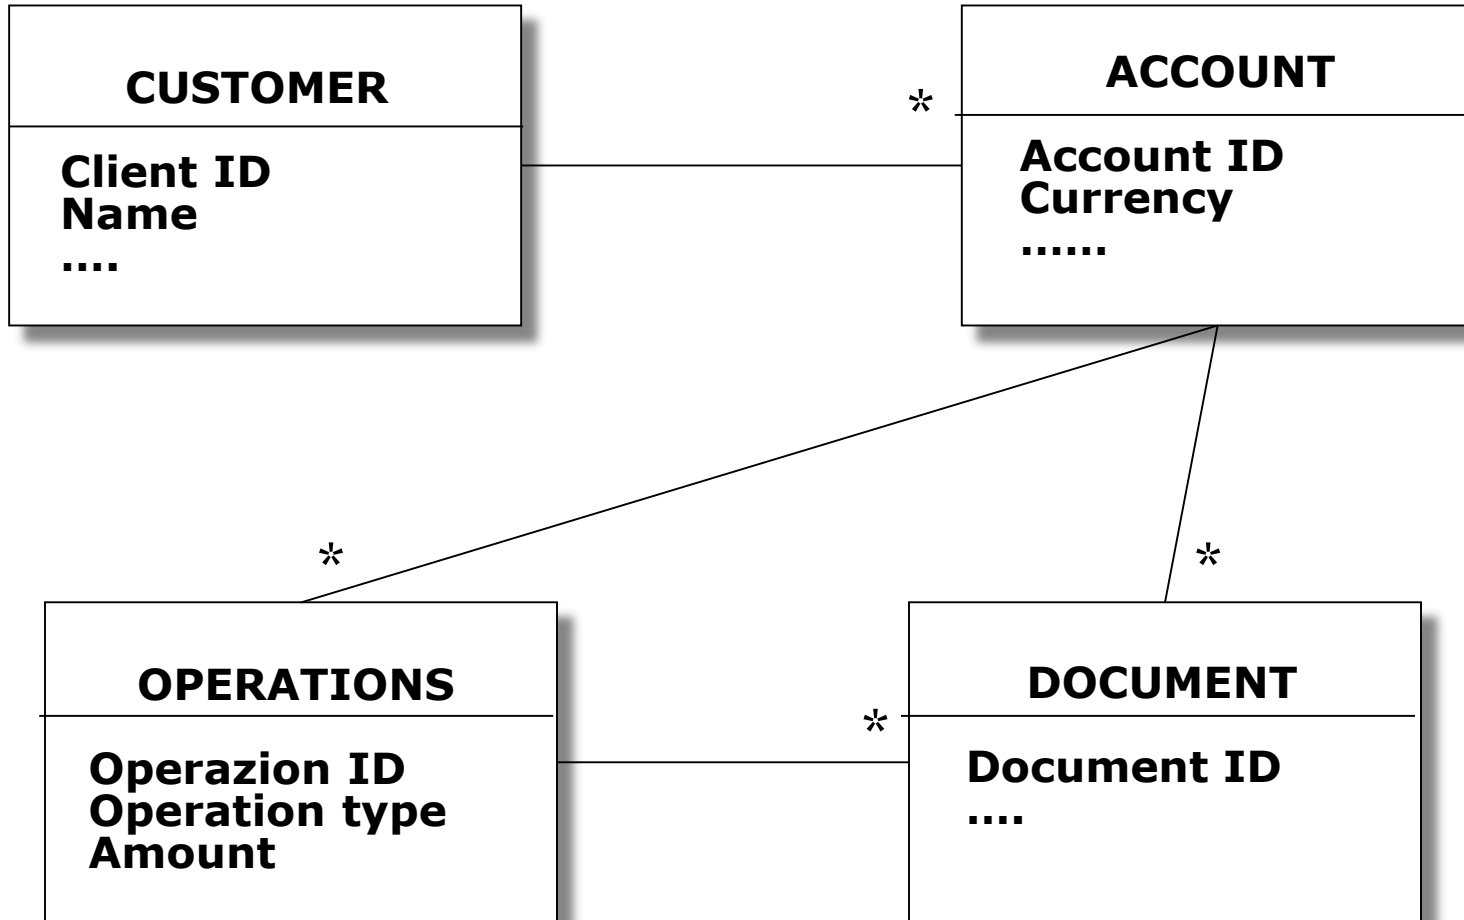 CUSTOMER
Client ID
Name
....
*
ACCOUNT
Account ID
Currency
......
*
*
OPERATIONS
Operazion ID
Operation type
Amount
*
DOCUMENT
Document ID
....